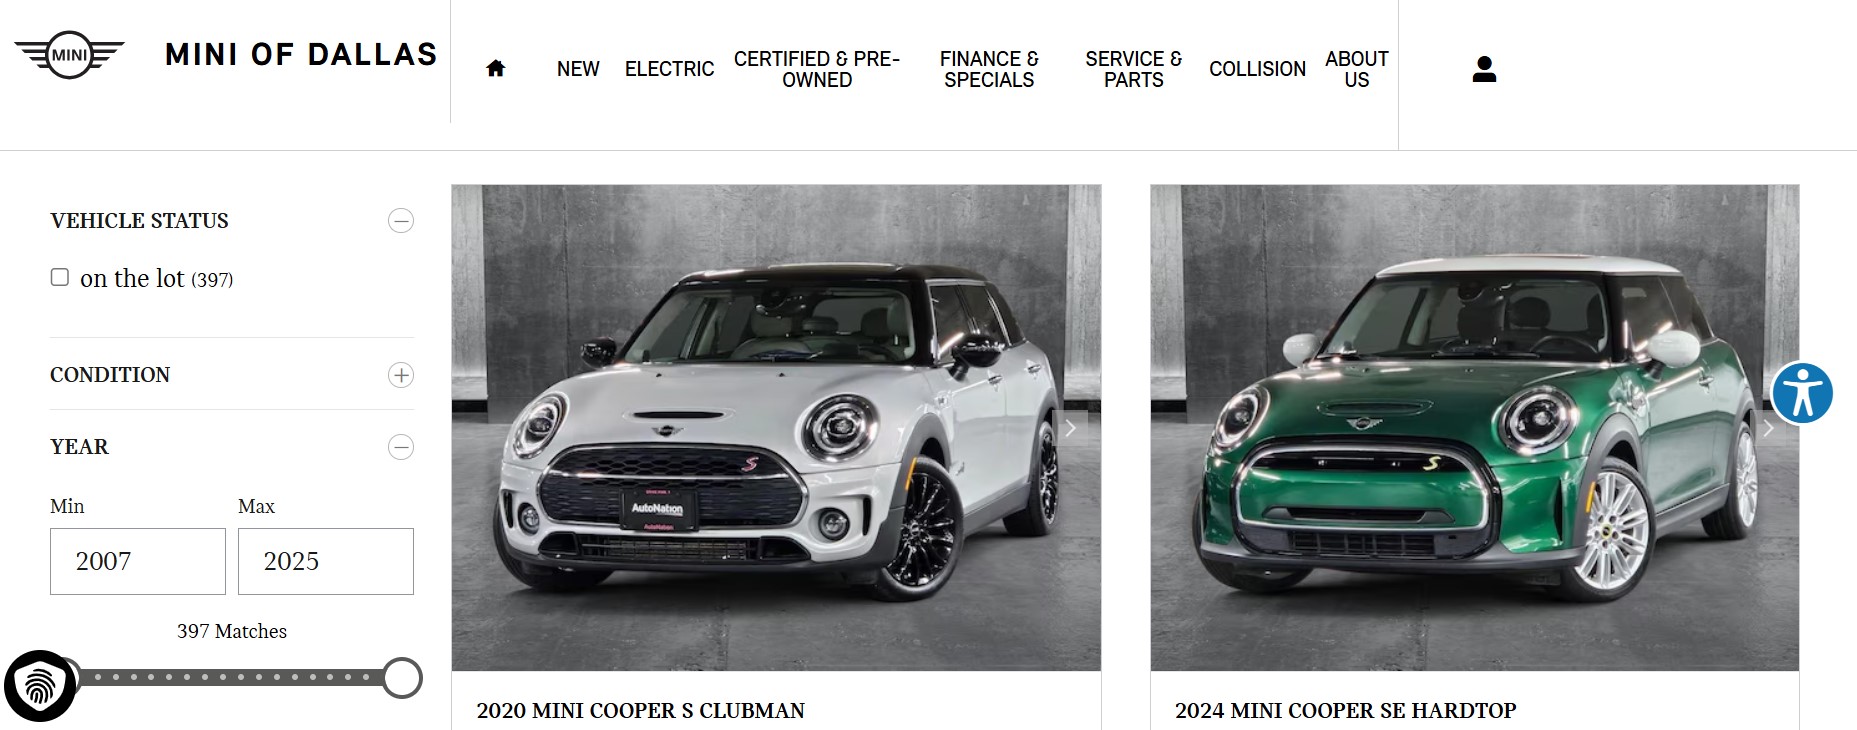 MINI
MINI OF DALLAS
NEW
ELECTRIC
CERTIFIED & PRE-
OWNED
FINANCE &
SPECIALS
SERVICE &
PARTS
COLLISION
ABOUT
US
VEHICLE STATUS
on the lot (397)
CONDITION
YEAR
Min
Max
2007
2025
397 Matches
S
AutoNation
AutoNation
2020 MINI COOPER S CLUBMAN
S
2024 MINI COOPER SE HARDTOP